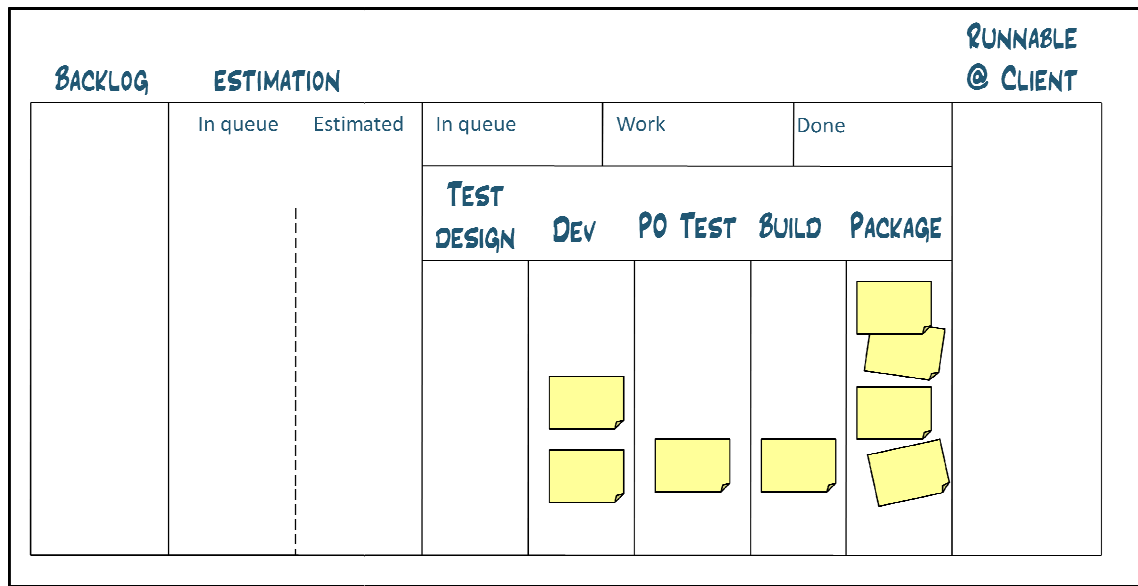 RUNNABLE
@ CLIENT
BACKLOG
ESTIMATION
In queue
Estimated
In queue
Work
Done
TEST
DESIGN
DEV
PO TEST
BUILD
PACKAGE